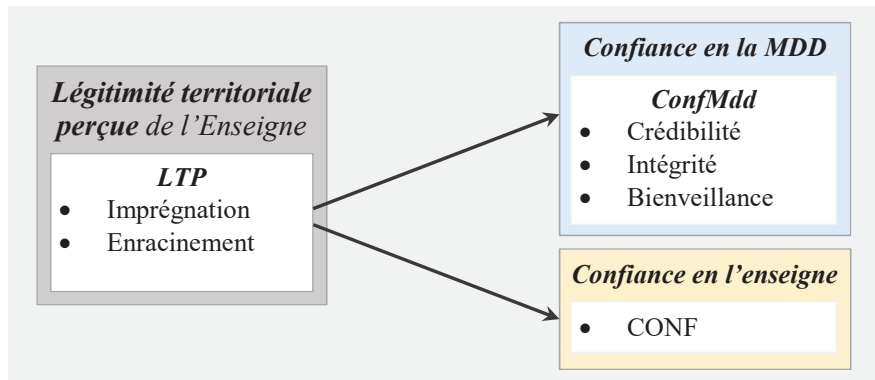 Légitimité territoriale
perçue de l'Enseigne
LTP
• Imprégnation
• Enracinement
Confiance en la MDD
ConfMdd
• Crédibilité
• Intégrité
• Bienveillance
Confiance en l'enseigne
• CONF